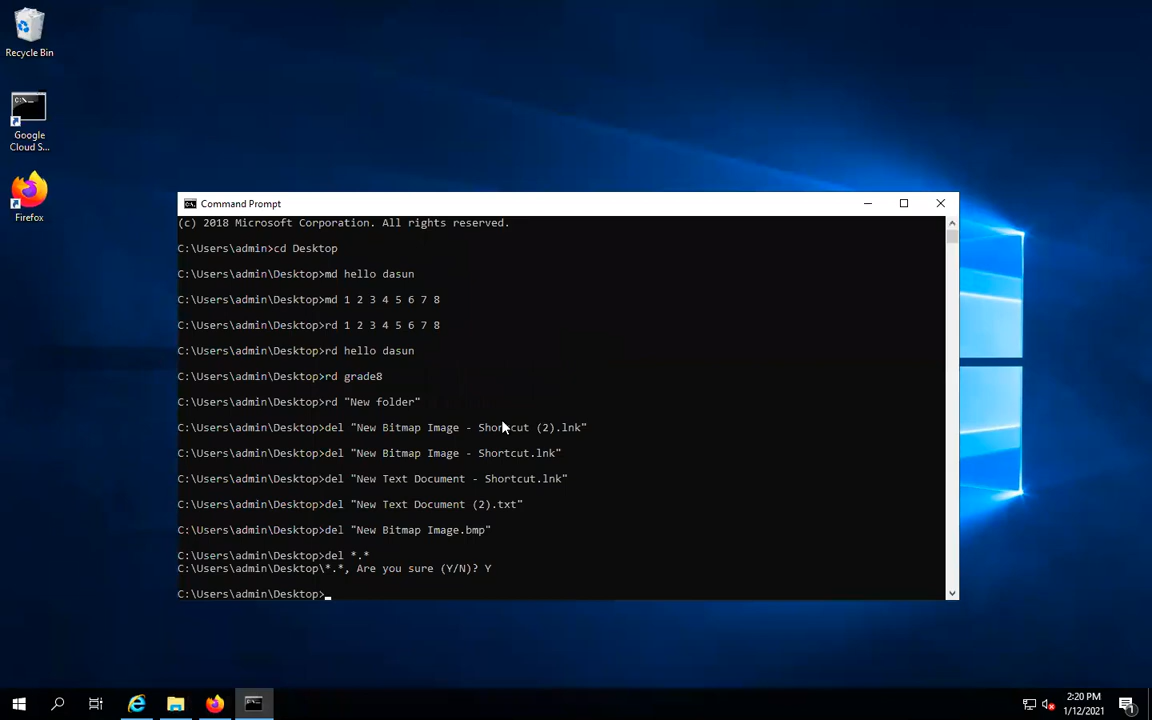 Recycle Bin
Google
Cloud S...
Firefox
Command Prompt
(c) 2018 Microsoft Corporation. All rights reserved.
C:\Users\admin>cd Desktop
C:\Users\admin\Desktop>md hello dasun
C:\Users\admin\Desktop>md 1 2 3 4 5 6 7 8
C:\Users\admin\Desktop>rd 1 2 3 4 5 6 7 8
C:\Users\admin\Desktop>rd hello dasun
C:\Users\admin\Desktop>rd grade8
C:\Users\admin\Desktop>rd "New folder"
C:\Users\admin\Desktop>del "New Bitmap Image - Shortcut (2).lnk"
C:\Users\admin\Desktop>del "New Bitmap Image - Shortcut.lnk"
C:\Users\admin\Desktop>del "New Text Document - Shortcut.lnk"
C:\Users\admin\Desktop>del "New Text Document (2).txt"
C:\Users\admin\Desktop>del "New Bitmap Image.bmp"
C:\Users\admin\Desktop>del *.*
C:\Users\admin\Desktop\*.*, Are you sure (Y/N)? Y
C:\Users\admin\Desktop>
2:20 PM
1/12/2021
1